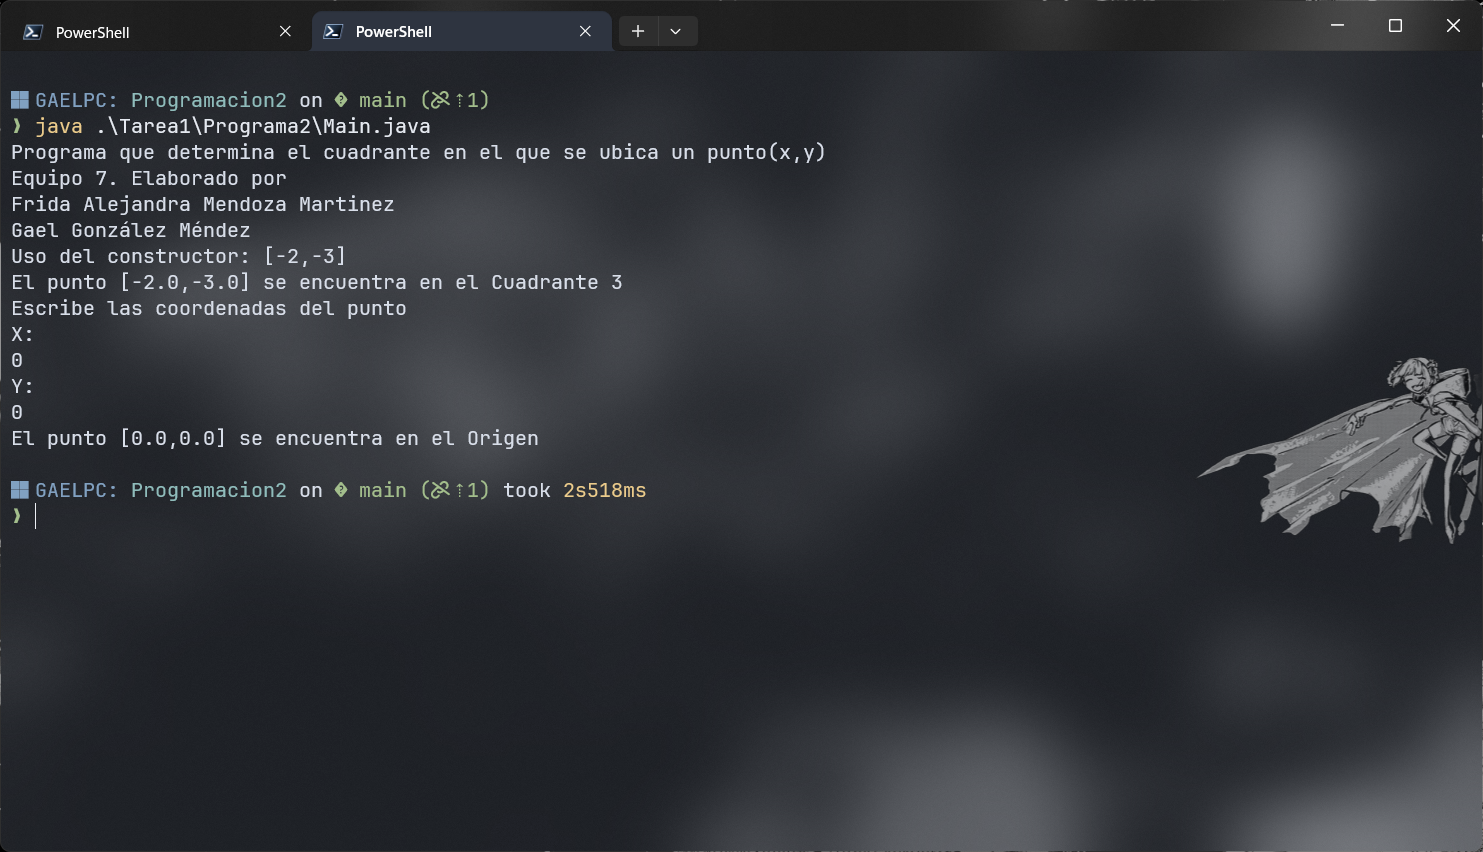 PowerShell
PowerShell
GAELPC: Programacion2 on main (↑1)
❯ java .\Tarea1\Programa2\Main.java
Programa que determina el cuadrante en el que se ubica un punto(x,y)
Equipo 7. Elaborado por
Frida Alejandra Mendoza Martinez
Gael González Méndez
Uso del constructor: [-2,-3]
El punto [-2.0,-3.0] se encuentra en el Cuadrante 3
Escribe las coordenadas del punto
X:
0
Y:
0
El punto [0.0,0.0] se encuentra en el Origen
GAELPC: Programacion2 on main (↑1) took 2s518ms
❯